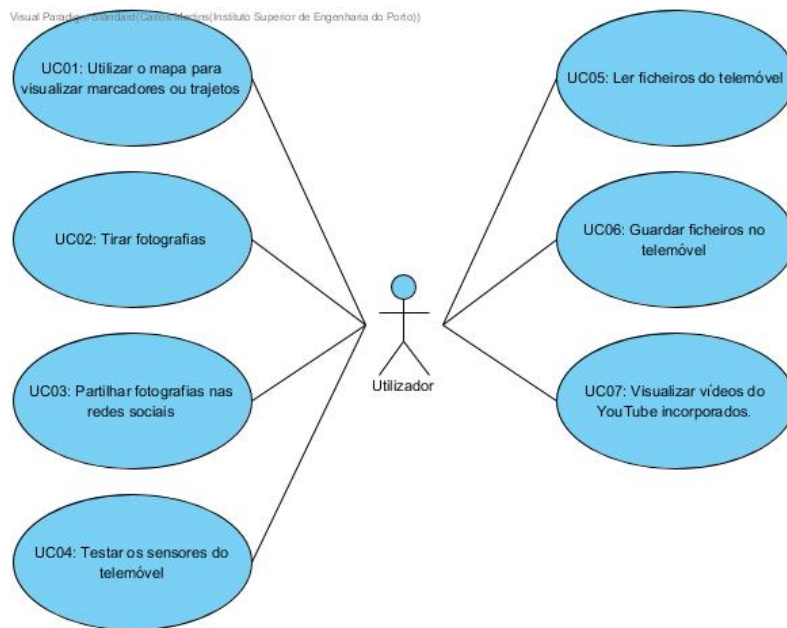 Visual Paradigm Standard(Carlos Martins(Instituto Superior de Engenharia do Porto))
UC01: Utilizar o mapa para
visualizar marcadores ou trajetos
UC02: Tirar fotografias
UC03: Partilhar fotografias nas
redes sociais
UC04: Testar os sensores do
telemóvel
Utilizador
UC05: Ler ficheiros do telemóvel
UC06: Guardar ficheiros no
telemóvel
UC07: Visualizar vídeos do
YouTube incorporados.